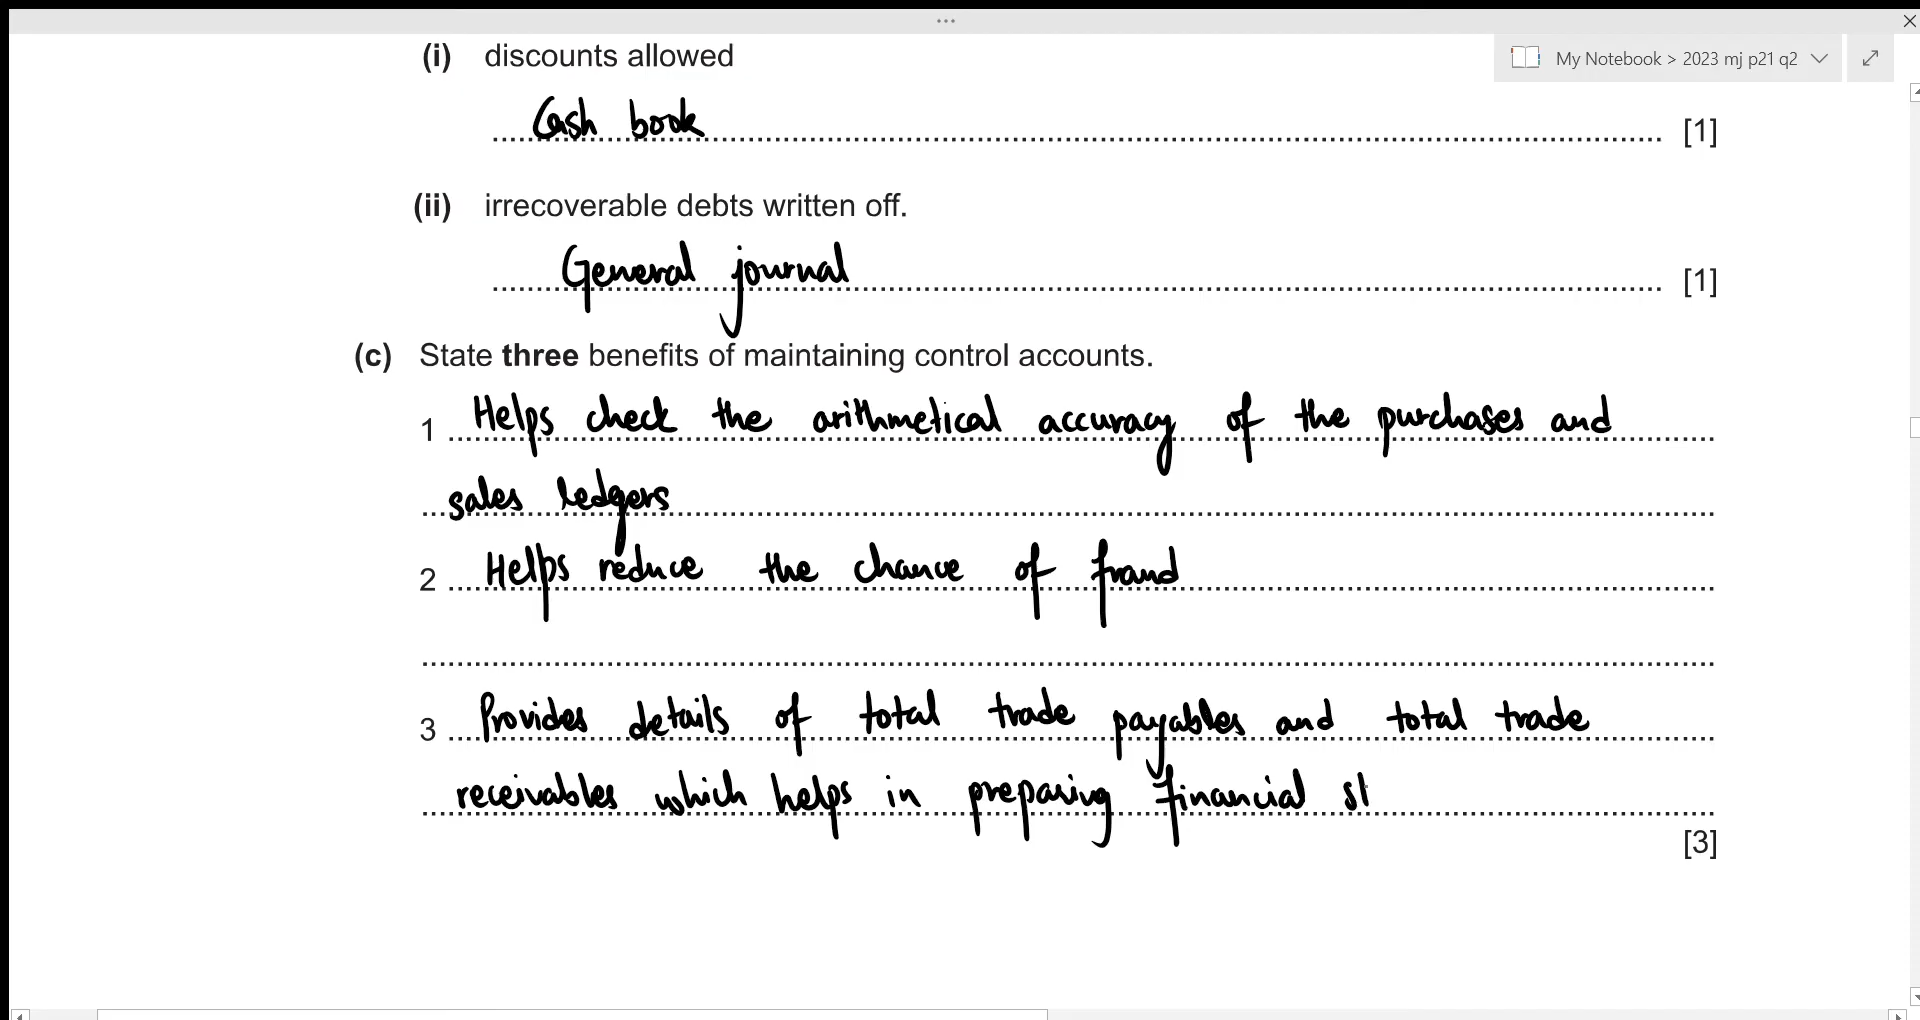 (i) discounts allowed
My Notebook > 2023 mj p21 q2
Cash book
[1]
(ii) irrecoverable debts written off.
General journal
[1]
(c) State three benefits of maintaining control accounts.
1 Helps check the arithmetical accuracy of the purchases and
sales ledgers
2 Helps reduce the chance of fraud
3 Provides details of total trade payables and total trade
receivables which helps in preparing financial st
[3]